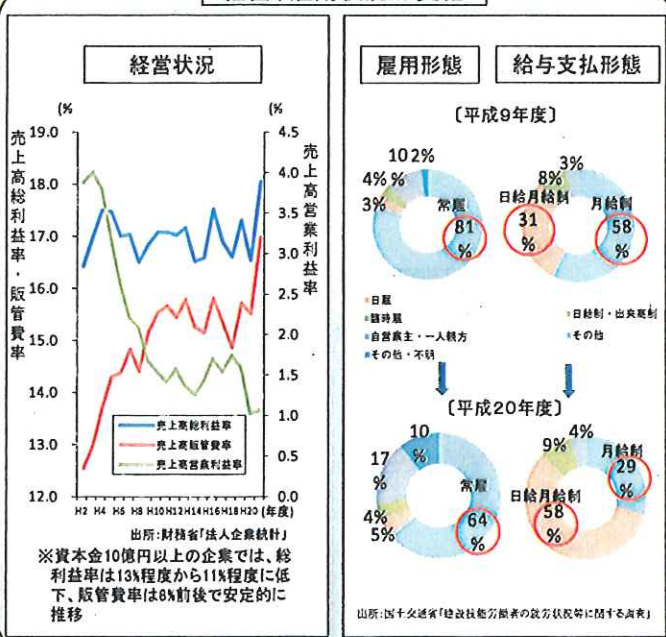 経営状況
(%
(%
19.0
18.0
17.0
16.0
15.0
14.0
13.0
12.0
売上高総利益率・販管費率
4.5
4.0
3.5
3.0
2.5
2.0
1.5
1.0
0.5
0.0
売上高営業利益率
売上高総利益率
売上高販管費率
売上高営業利益率
H2 H4 H6 H8 H10 H12 H14 H16 H18 H20 (年度)
出所:財務省「法人企業統計」
※資本金10億円以上の企業では、総
利益率は13%程度から11%程度に低
下、販管費率は8%前後で安定的に
推移
雇用形態
給与支払形態
〔平成9年度〕
10 2%
4% %
3%
常雇
81
%
3%
8%
日給月給制
31
%
月給制
58
%
日雇
臨時雇
自営業主・一人親方
その他・不明
日給制・出来高制
その他
〔平成20年度〕
10
%
17
%
4%
5%
常雇
64
%
4%
9%
月給制
29
%
日給月給制
58
%
出所:国土交通省「建設技能労働者の就労状況等に関する調査」